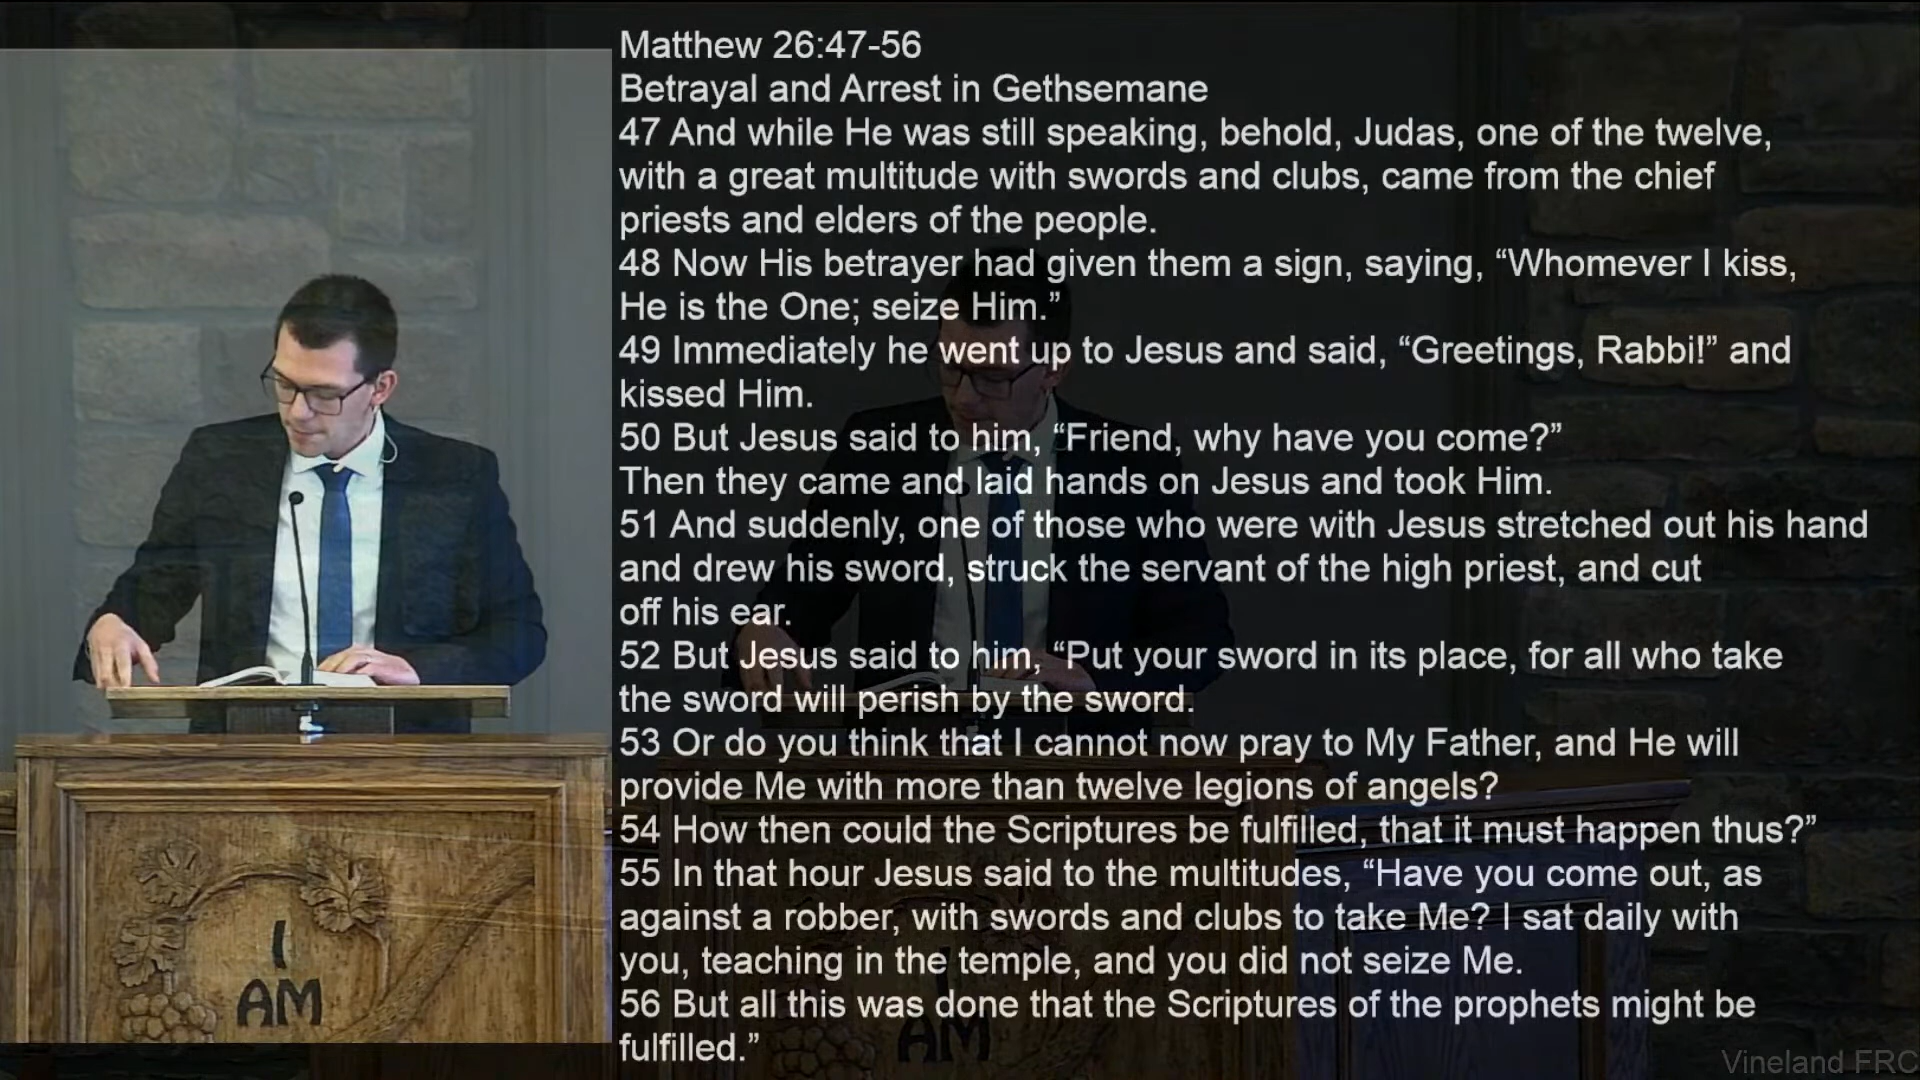 Matthew 26:47-56
Betrayal and Arrest in Gethsemane
47 And while He was still speaking, behold, Judas, one of the twelve,
with a great multitude with swords and clubs, came from the chief
priests and elders of the people.
48 Now His betrayer had given them a sign, saying, “Whomever I kiss,
He is the One; seize Him.”
49 Immediately he went up to Jesus and said, “Greetings, Rabbi!” and
kissed Him.
50 But Jesus said to him, “Friend, why have you come?”
Then they came and laid hands on Jesus and took Him.
51 And suddenly, one of those who were with Jesus stretched out his hand
and drew his sword, struck the servant of the high priest, and cut
off his ear.
52 But Jesus said to him, “Put your sword in its place, for all who take
the sword will perish by the sword.
53 Or do you think that I cannot now pray to My Father, and He will
provide Me with more than twelve legions of angels?
54 How then could the Scriptures be fulfilled, that it must happen thus?”
55 In that hour Jesus said to the multitudes, “Have you come out, as
against a robber, with swords and clubs to take Me? I sat daily with
you, teaching in the temple, and you did not seize Me.
56 But all this was done that the Scriptures of the prophets might be
fulfilled.”
I
AM
I
AM
Vineland FRC